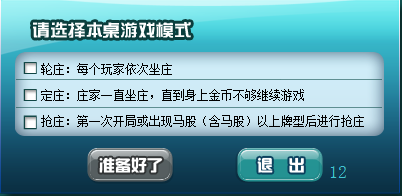 请选择本桌游戏模式
轮庄：每个玩家依次坐庄
定庄：庄家一直坐庄，直到身上金币不够继续游戏
抢庄：第一次开局或出现马股（含马股）以上牌型后进行抢庄
准备好了 退 出 12